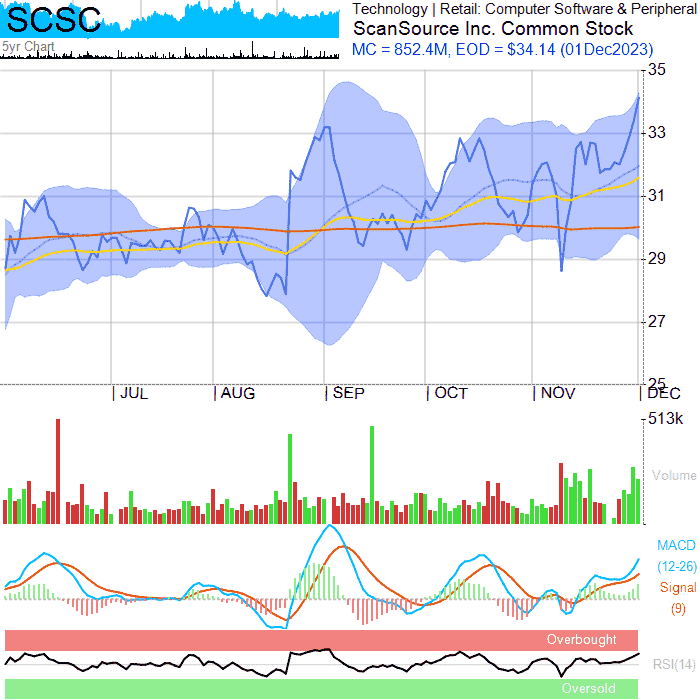 SCSC
Technology | Retail: Computer Software & Peripheral
ScanSource Inc. Common Stock
5yr Chart
MC = 852.4M, EOD = $34.14 (01Dec2023)
35
33
31
29
27
25
JUL AUG SEP OCT NOV DEC
513k
Volume
MACD
(12-26)
Signal
(9)
Overbought
RSI(14)
Oversold